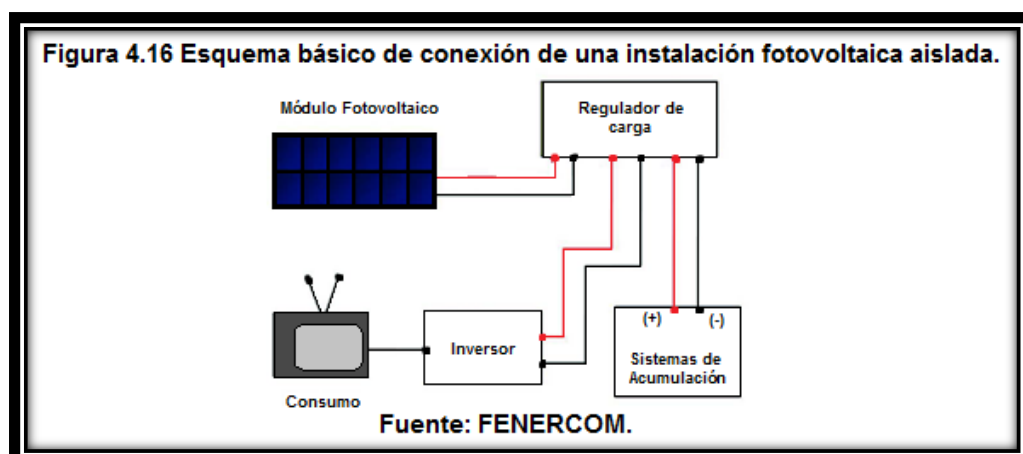 Figura 4.16 Esquema básico de conexión de una instalación fotovoltaica aislada.
Módulo Fotovoltaico
Regulador de
carga
Inversor
(+) (-)
Sistemas de
Acumulación
Consumo
Fuente: FENERCOM.